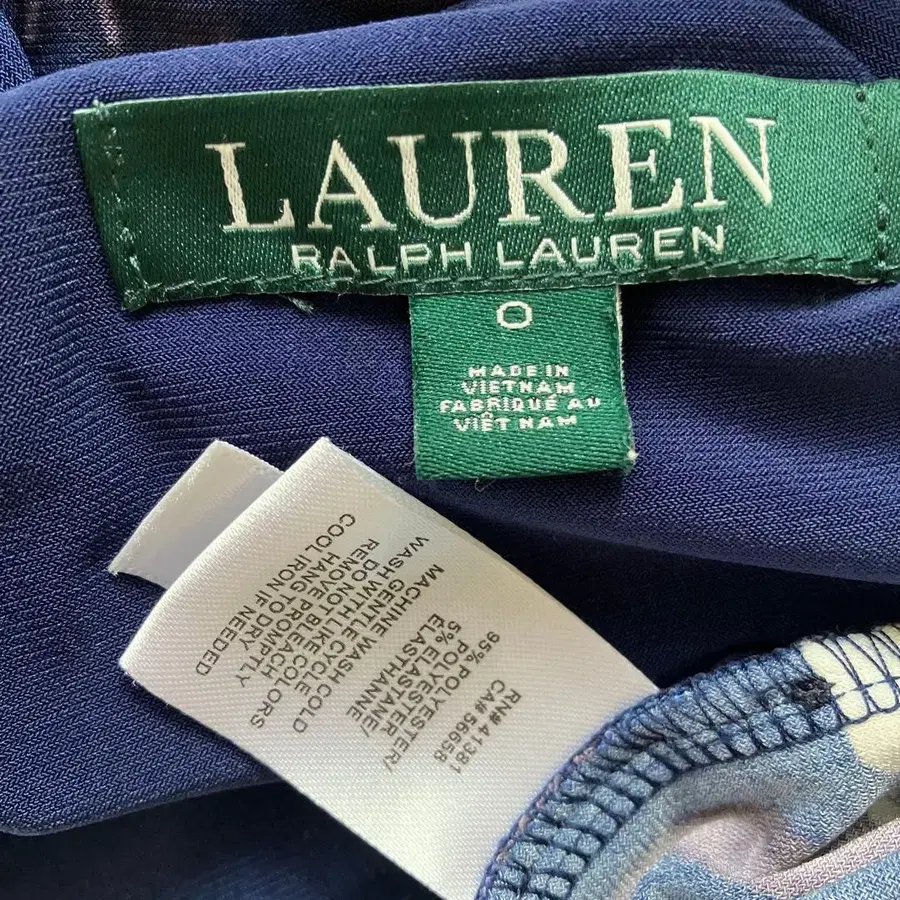 LAUREN
RALPH LAUREN
0
MADE IN
VIETNAM
FABRIQUÉ AU
VIÊT NAM
RN# 41381
CA# 56658
95% POLYESTER/
POLYESTER
5% ELASTANE/
ÉLASTHANNE
MACHINE WASH COLD
GENTLE CYCLE
WASH WITH LIKE COLORS
DO NOT BLEACH
REMOVE PROMPTLY
HANG TO DRY
COOL IRON IF NEEDED